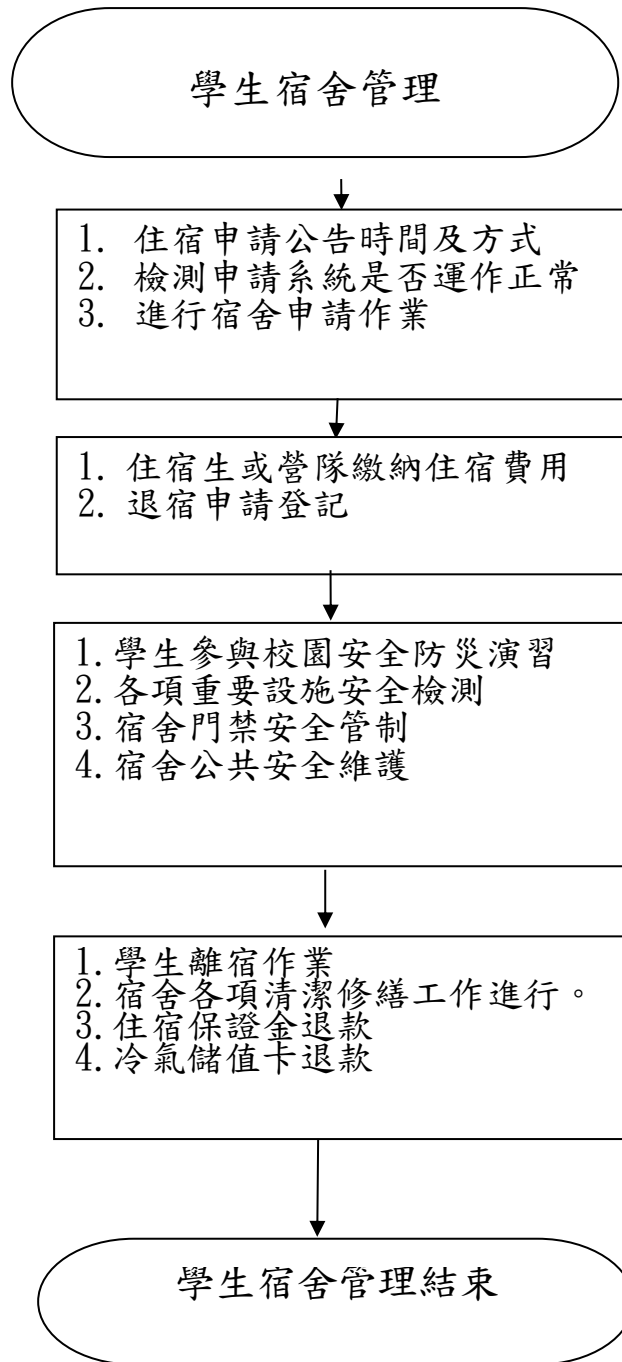 學生宿舍管理
1. 住宿申請公告時間及方式
2. 檢測申請系統是否運作正常
3. 進行宿舍申請作業
1. 住宿生或營隊繳納住宿費用
2. 退宿申請登記
1.學生參與校園安全防災演習
2.各項重要設施安全檢測
3.宿舍門禁安全管制
4.宿舍公共安全維護
1.學生離宿作業
2.宿舍各項清潔修繕工作進行。
3.住宿保證金退款
4.冷氣儲值卡退款
學生宿舍管理結束